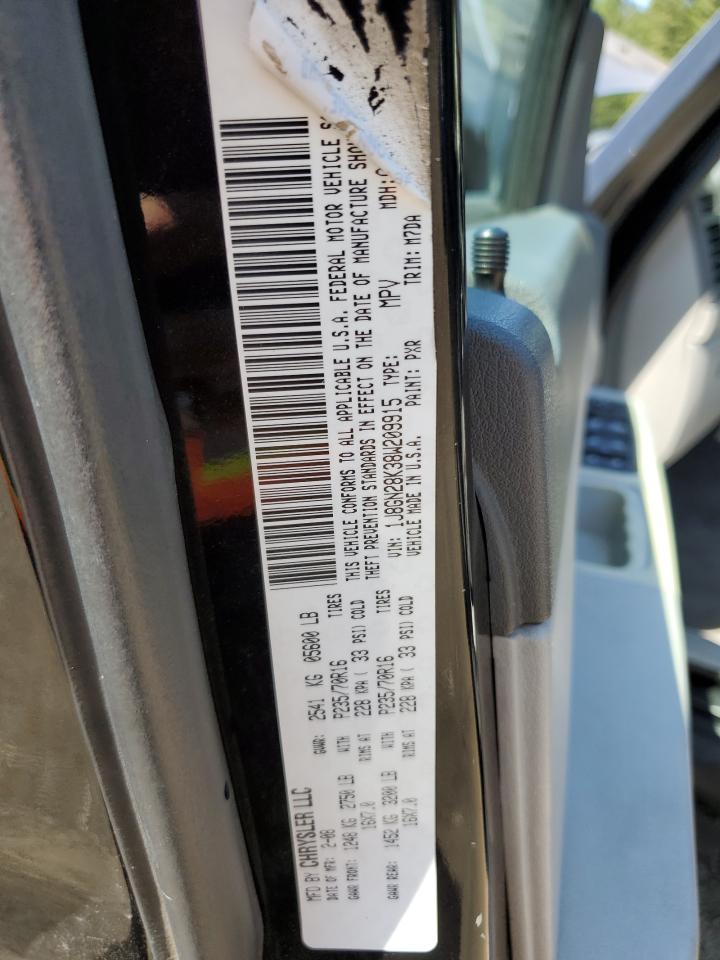 MFD BY CHRYSLER LLC
DATE OF MFR: 2-08 GVWR: 2541 KG 05600 LB
GAWR FRONT: 1248 KG 2750 LB WITH P235/70R16 TIRES
16X7.0 RIMS AT 228 KPA ( 33 PSI) COLD
GAWR REAR: 1452 KG 3200 LB WITH P235/70R16 TIRES
16X7.0 RIMS AT 228 KPA ( 33 PSI) COLD
THIS VEHICLE CONFORMS TO ALL APPLICABLE U.S.A. FEDERAL MOTOR VEHICLE
THEFT PREVENTION STANDARDS IN EFFECT ON THE DATE OF MANUFACTURE
VIN: 1J8GN28K38W209915 TYPE: MPV MDH:
VEHICLE MADE IN U.S.A. PAINT: PXR TRIM: M7DA